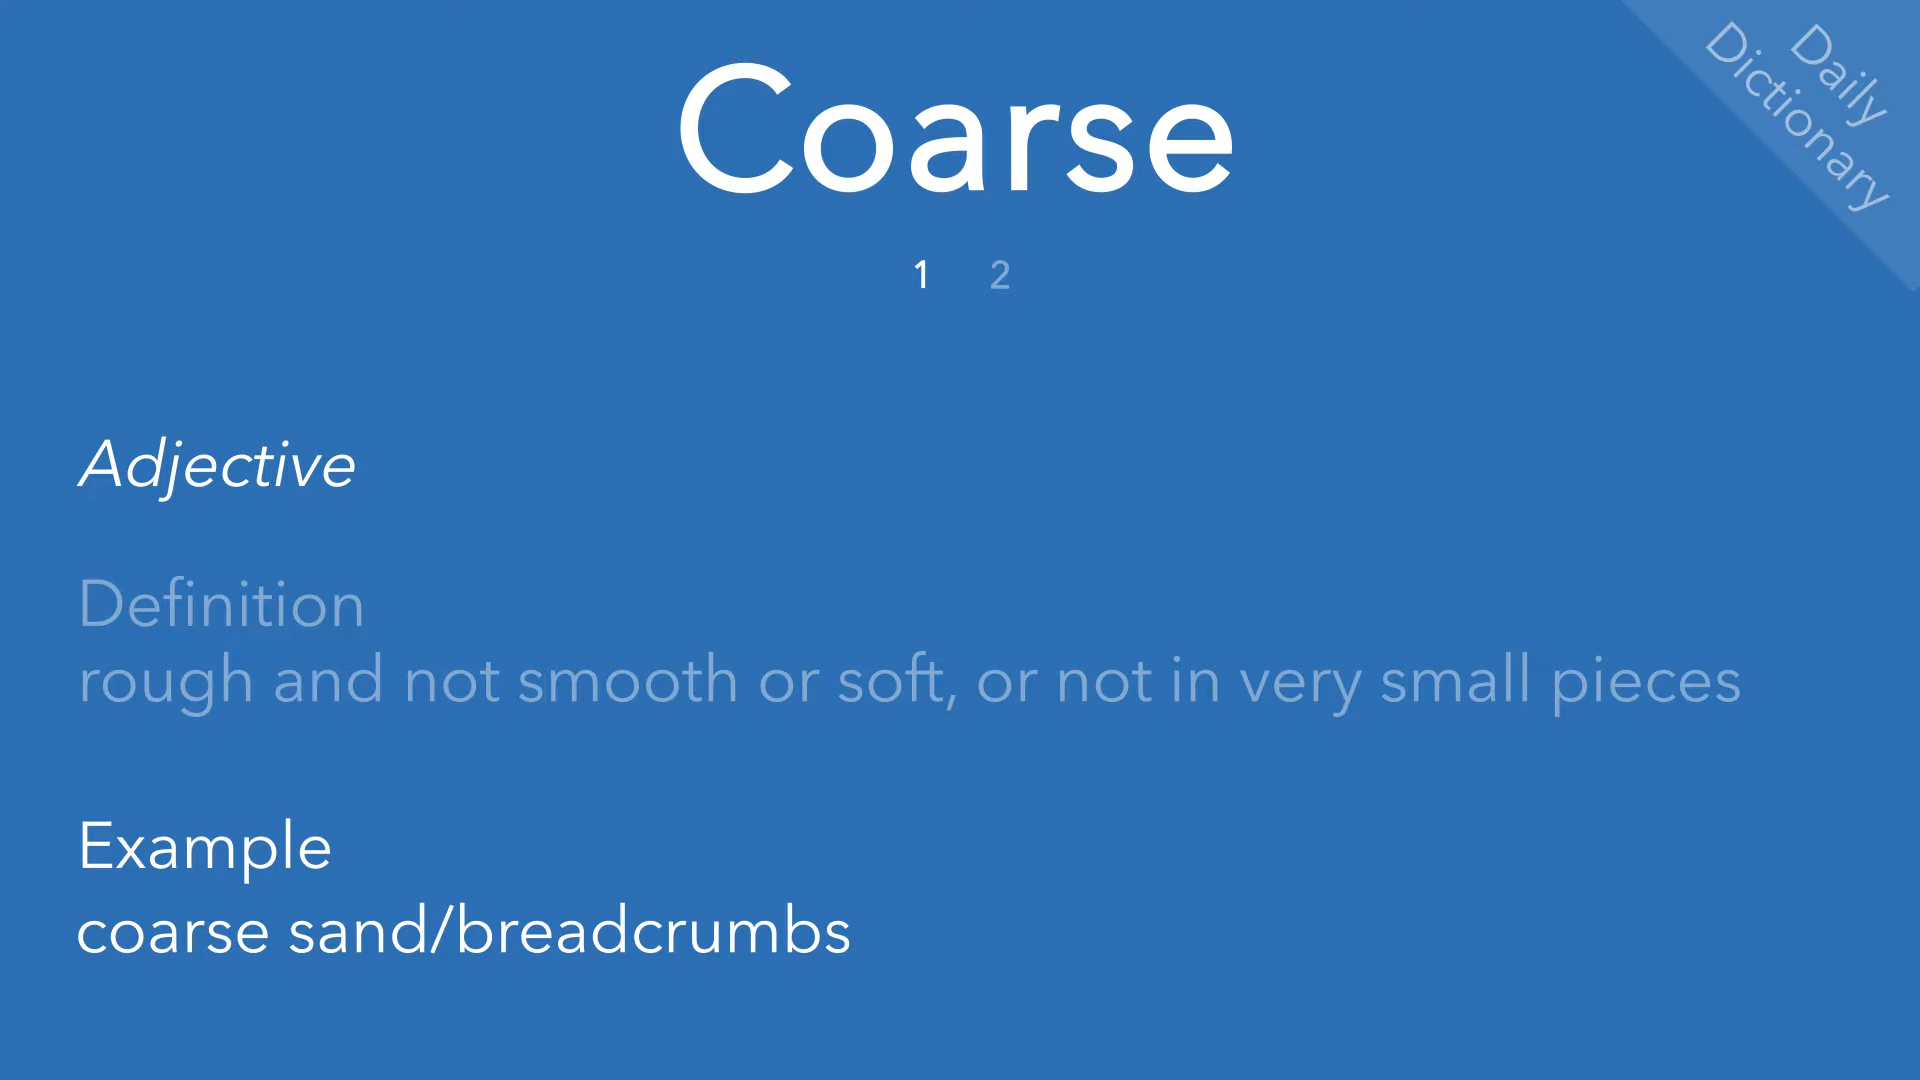 Coarse
Daily
Dictionary
1 2
Adjective
Definition
rough and not smooth or soft, or not in very small pieces
Example
coarse sand/breadcrumbs